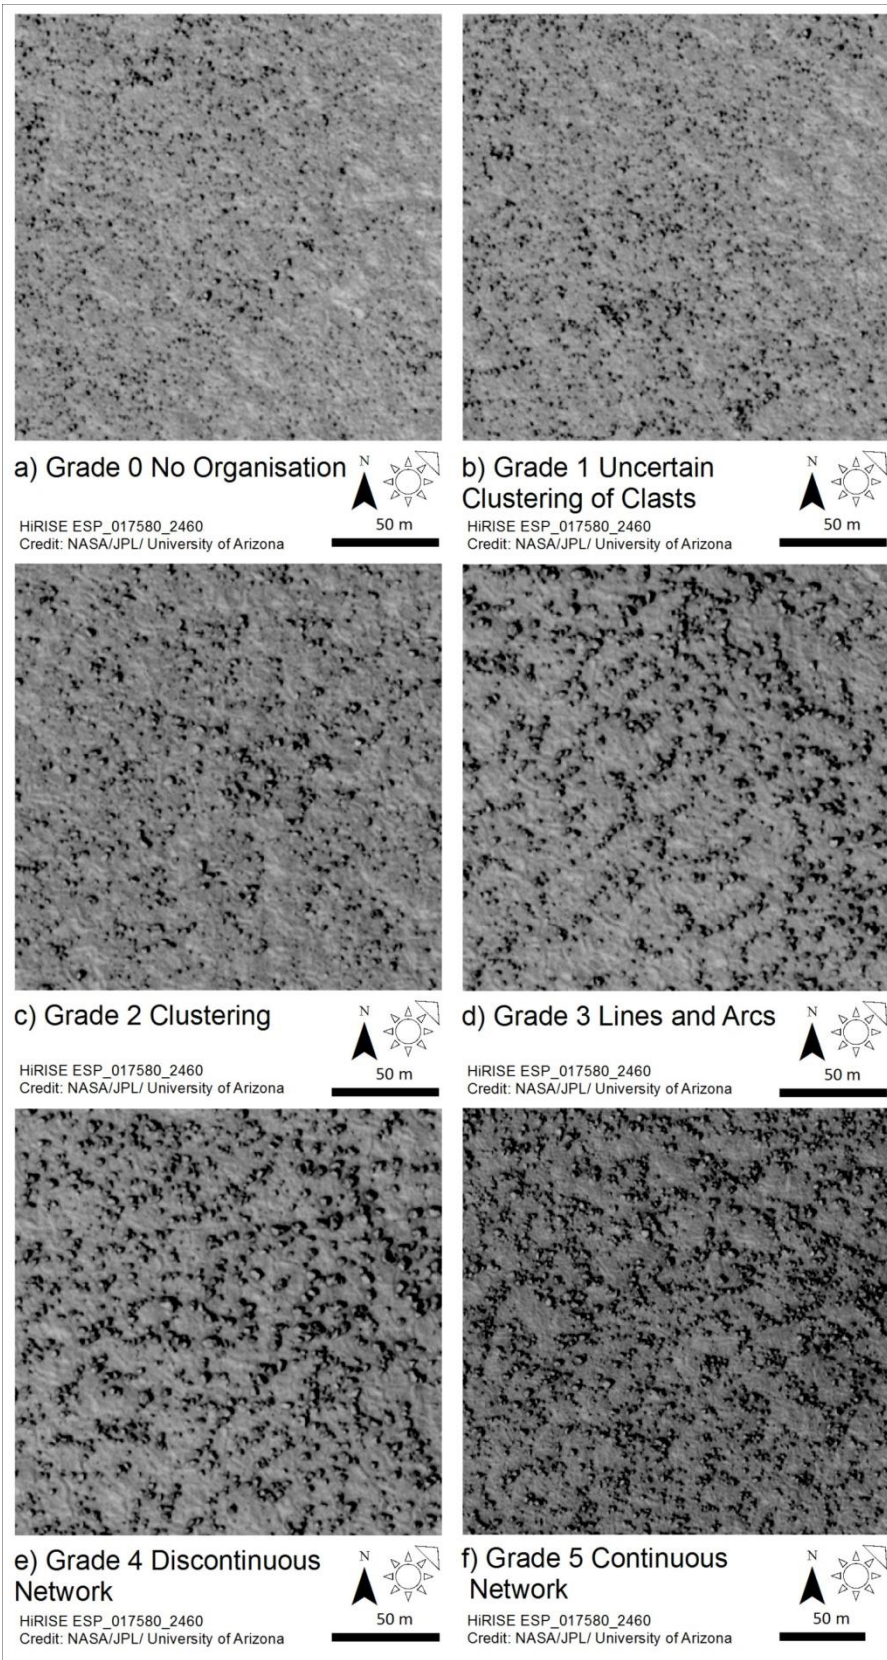 a) Grade 0 No Organisation
N
HiRISE ESP_017580_2460
Credit: NASA/JPL/ University of Arizona
50 m
b) Grade 1 Uncertain
Clustering of Clasts
N
HiRISE ESP_017580_2460
Credit: NASA/JPL/ University of Arizona
50 m
c) Grade 2 Clustering
N
HiRISE ESP_017580_2460
Credit: NASA/JPL/ University of Arizona
50 m
d) Grade 3 Lines and Arcs
N
HiRISE ESP_017580_2460
Credit: NASA/JPL/ University of Arizona
50 m
e) Grade 4 Discontinuous
Network
N
HiRISE ESP_017580_2460
Credit: NASA/JPL/ University of Arizona
50 m
f) Grade 5 Continuous
Network
N
HiRISE ESP_017580_2460
Credit: NASA/JPL/ University of Arizona
50 m